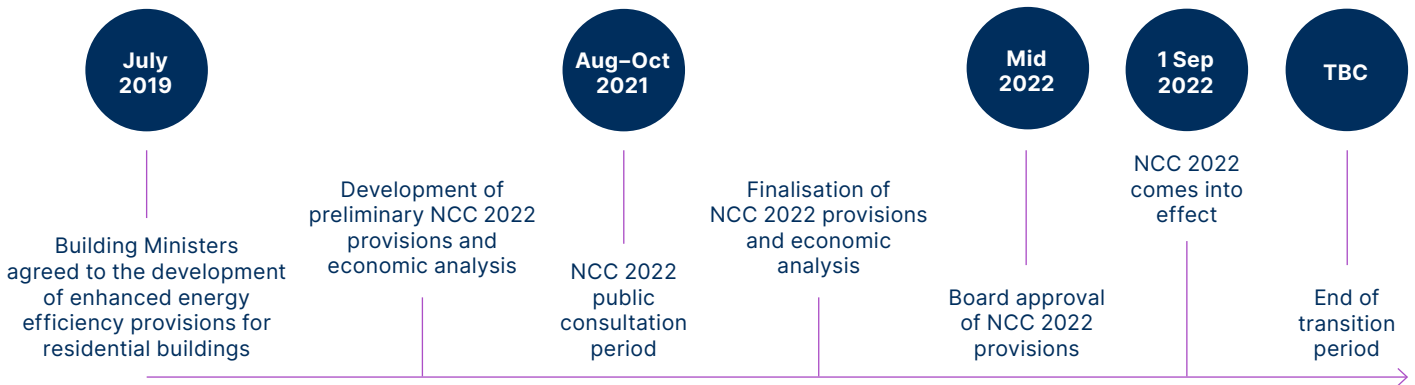 July
2019
Building Ministers
agreed to the development
of enhanced energy
efficiency provisions for
residential buildings
Development of
preliminary NCC 2022
provisions and
economic analysis
Aug–Oct
2021
NCC 2022
public
consultation
period
Finalisation of
NCC 2022 provisions
and economic
analysis
Mid
2022
Board approval
of NCC 2022
provisions
1 Sep
2022
NCC 2022
comes into
effect
TBC
End of
transition
period